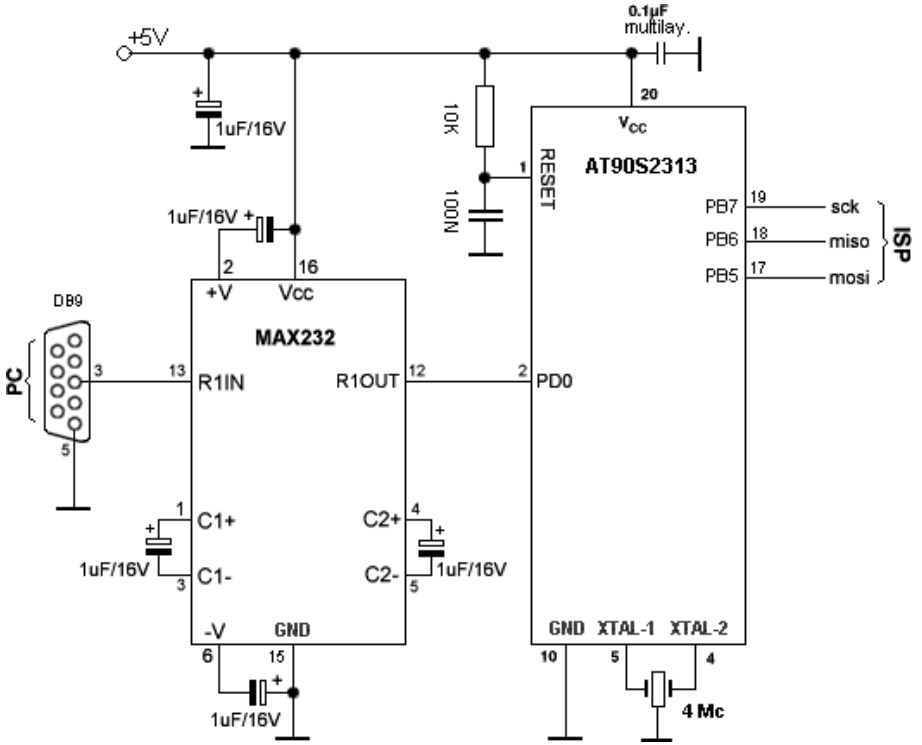 0.1µF
multilay.
+5V
+
1uF/16V
10K
100N
20
Vcc
AT90S2313
1
RESET
PB7
19
sck
PB6
18
miso
PB5
17
mosi
ISP
1uF/16V +
2
16
+V
Vcc
MAX232
DB9
PC
3
5
13
R1IN
R1OUT
12
2
PD0
1
C1+
+
1uF/16V
C1-
3
4
C2+
+
1uF/16V
C2-
5
-V
GND
6
15
+
1uF/16V
GND
XTAL-1
XTAL-2
10
5
4
4 Mc